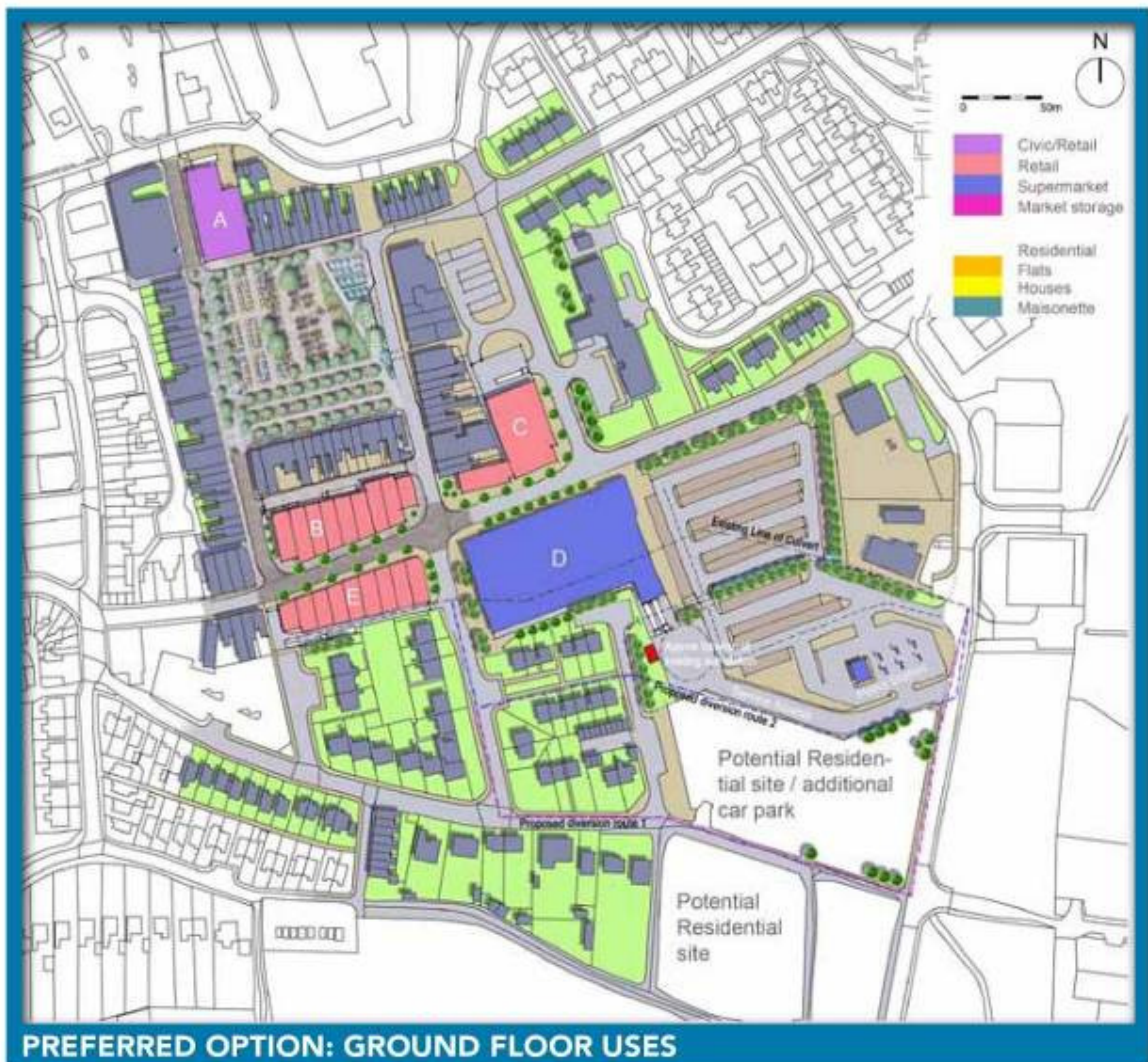 N
0 50m
Civic/Retail
Retail
Supermarket
Market storage
Residential
Flats
Houses
Maisonette
A
C
B
D
E
Existing Line of Culvert
Proposed diversion route 2
Potential Residen-
tial site / additional
car park
Proposed diversion route 1
Potential
Residential
site
PREFERRED OPTION: GROUND FLOOR USES